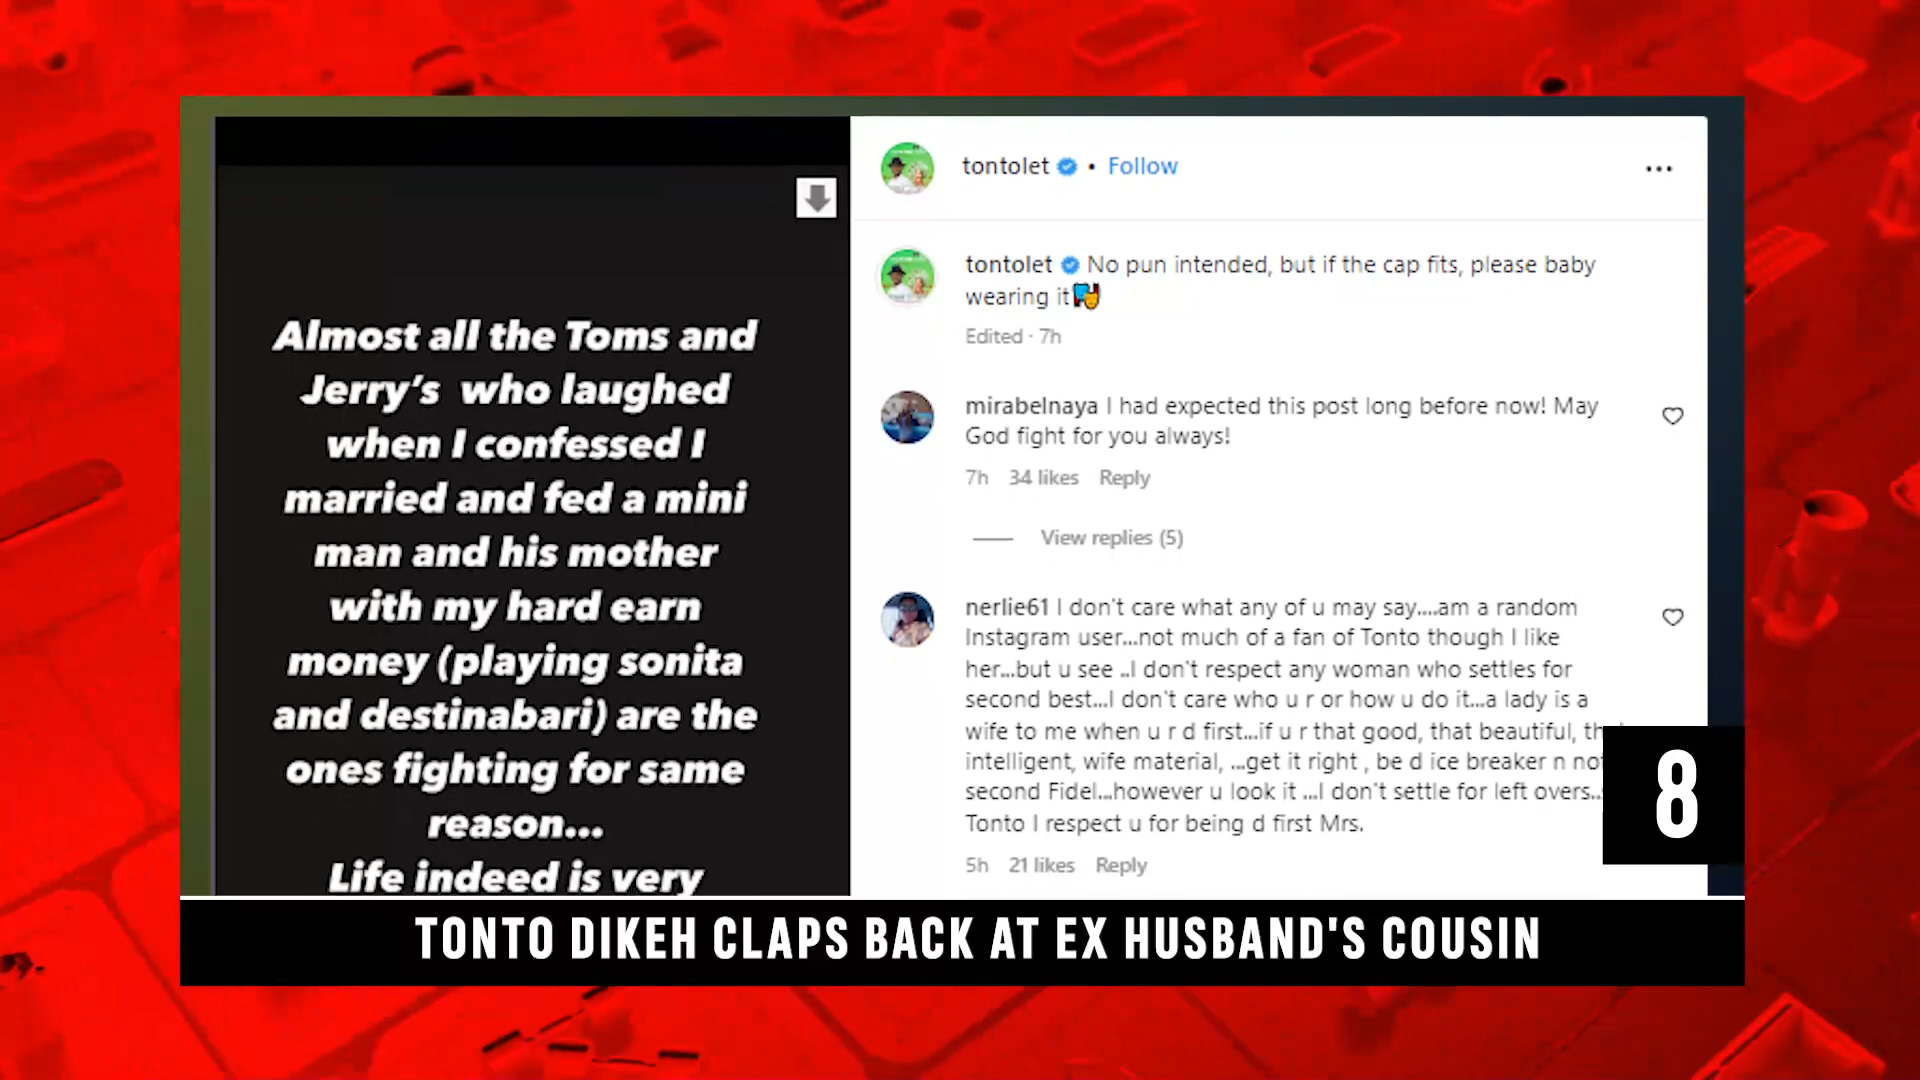 Almost all the Toms and
Jerry's who laughed
when I confessed I
married and fed a mini
man and his mother
with my hard earn
money (playing sonita
and destinabari) are the
ones fighting for same
reason...
Life indeed is very
tontolet • Follow
tontolet No pun intended, but if the cap fits, please baby
wearing it
Edited · 7h
mirabelnaya I had expected this post long before now! May
God fight for you always!
7h 34 likes Reply
View replies (5)
nerlie61 I don't care what any of u may say....am a random
Instagram user...not much of a fan of Tonto though I like
her...but u see ..I don't respect any woman who settles for
second best...I don't care who u r or how u do it...a lady is a
wife to me when u r d first...if u r that good, that beautiful,
intelligent, wife material, ...get it right , be d ice breaker n
second Fidel...however u look it ...I don't settle for left overs..
Tonto I respect u for being d first Mrs.
5h 21 likes Reply
8
TONTO DIKEH CLAPS BACK AT EX HUSBAND'S COUSIN